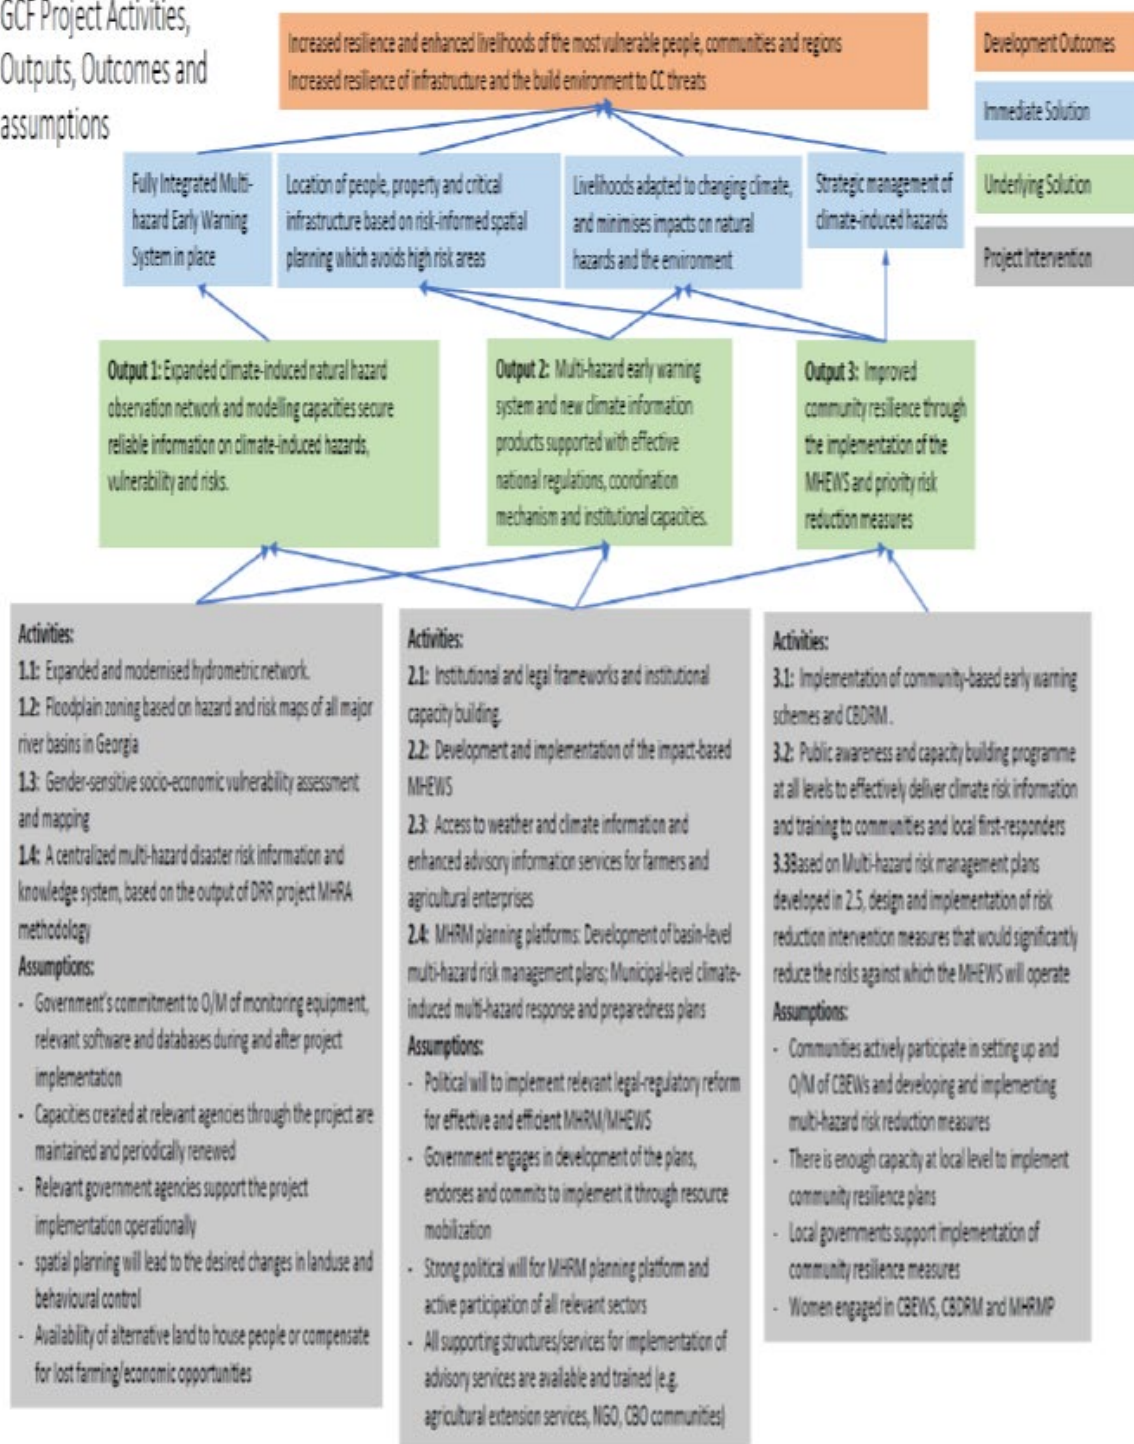 GCF Project Activities,
Outputs, Outcomes and
assumptions
Increased resilience and enhanced livelihoods of the most vulnerable people, communities and regions
Increased resilience of infrastructure and the build environment to CC threats
Development Outcomes
Immediate Solution
Underlying Solution
Project Intervention
Fully Integrated Multi-
hazard Early Warning
System in place
Location of people, property and critical
infrastructure based on risk-informed spatial
planning which avoids high risk areas
Livelihoods adapted to changing climate,
and minimises impacts on natural
hazards and the environment
Strategic management of
climate-induced hazards
Output 1: Expanded climate-induced natural hazard
observation network and modelling capacities secure
reliable information on climate-induced hazards,
vulnerability and risks.
Output 2: Multi-hazard early warning
system and new climate information
products supported with effective
national regulations, coordination
mechanism and institutional capacities.
Output 3: Improved
community resilience through
the implementation of the
MHEWS and priority risk
reduction measures
Activities:
1.1: Expanded and modernised hydrometric network.
1.2: Floodplain zoning based on hazard and risk maps of all major
river basins in Georgia
1.3: Gender-sensitive socio-economic vulnerability assessment
and mapping
1.4: A centralized multi-hazard disaster risk information and
knowledge system, based on the output of DRR project MHRA
methodology
Assumptions:
- Government's commitment to O/M of monitoring equipment,
relevant software and databases during and after project
implementation
- Capacities created at relevant agencies through the project are
maintained and periodically renewed
- Relevant government agencies support the project
implementation operationally
- spatial planning will lead to the desired changes in landuse and
behavioural control
- Availability of alternative land to house people or compensate
for lost farming/economic opportunities
Activities:
2.1: Institutional and legal frameworks and institutional
capacity building.
2.2: Development and implementation of the impact-based
MHEWS
2.3: Access to weather and climate information and
enhanced advisory information services for farmers and
agricultural enterprises
2.4: MHRM planning platforms: Development of basin-level
multi-hazard risk management plans; Municipal-level climate-
induced multi-hazard response and preparedness plans
Assumptions:
- Political will to implement relevant legal-regulatory reform
for effective and efficient MHRM/MHEWS
- Government engages in development of the plans,
endorses and commits to implement it through resource
mobilization
- Strong political will for MHRM planning platform and
active participation of all relevant sectors
- All supporting structures/services for implementation of
advisory services are available and trained (e.g.
agricultural extension services, NGO, CBO communities)
Activities:
3.1: Implementation of community-based early warning
schemes and CBDRM .
3.2: Public awareness and capacity building programme
at all levels to effectively deliver climate risk information
and training to communities and local first-responders
3.3Based on Multi-hazard risk management plans
developed in 2.5, design and implementation of risk
reduction intervention measures that would significantly
reduce the risks against which the MHEWS will operate
Assumptions:
- Communities actively participate in setting up and
O/M of CBEWs and developing and implementing
multi-hazard risk reduction measures
- There is enough capacity at local level to implement
community resilience plans
- Local governments support implementation of
community resilience measures
- Women engaged in CBEWS, CBDRM and MHRMP